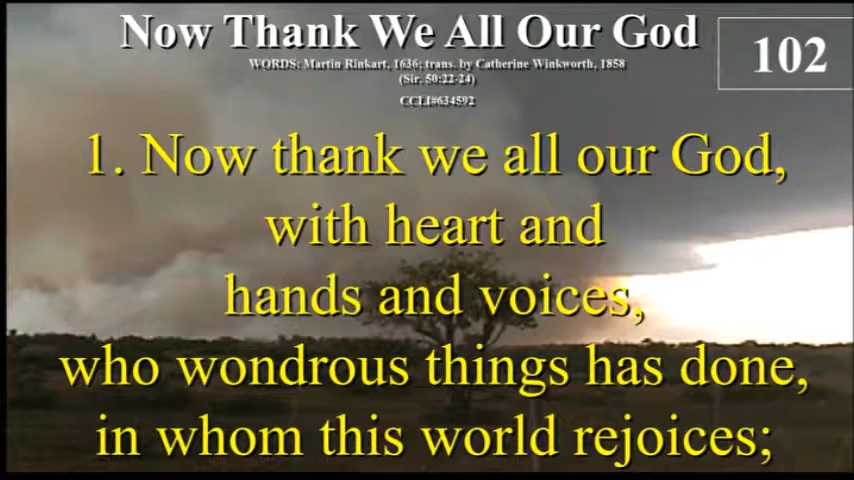 Now Thank We All Our God
102
WORDS: Martin Rinkart, 1636; trans. by Catherine Winkworth, 1858
(Sir. 50:22-24)
CCLI#634592
1. Now thank we all our God,
with heart and
hands and voices,
who wondrous things has done,
in whom this world rejoices;